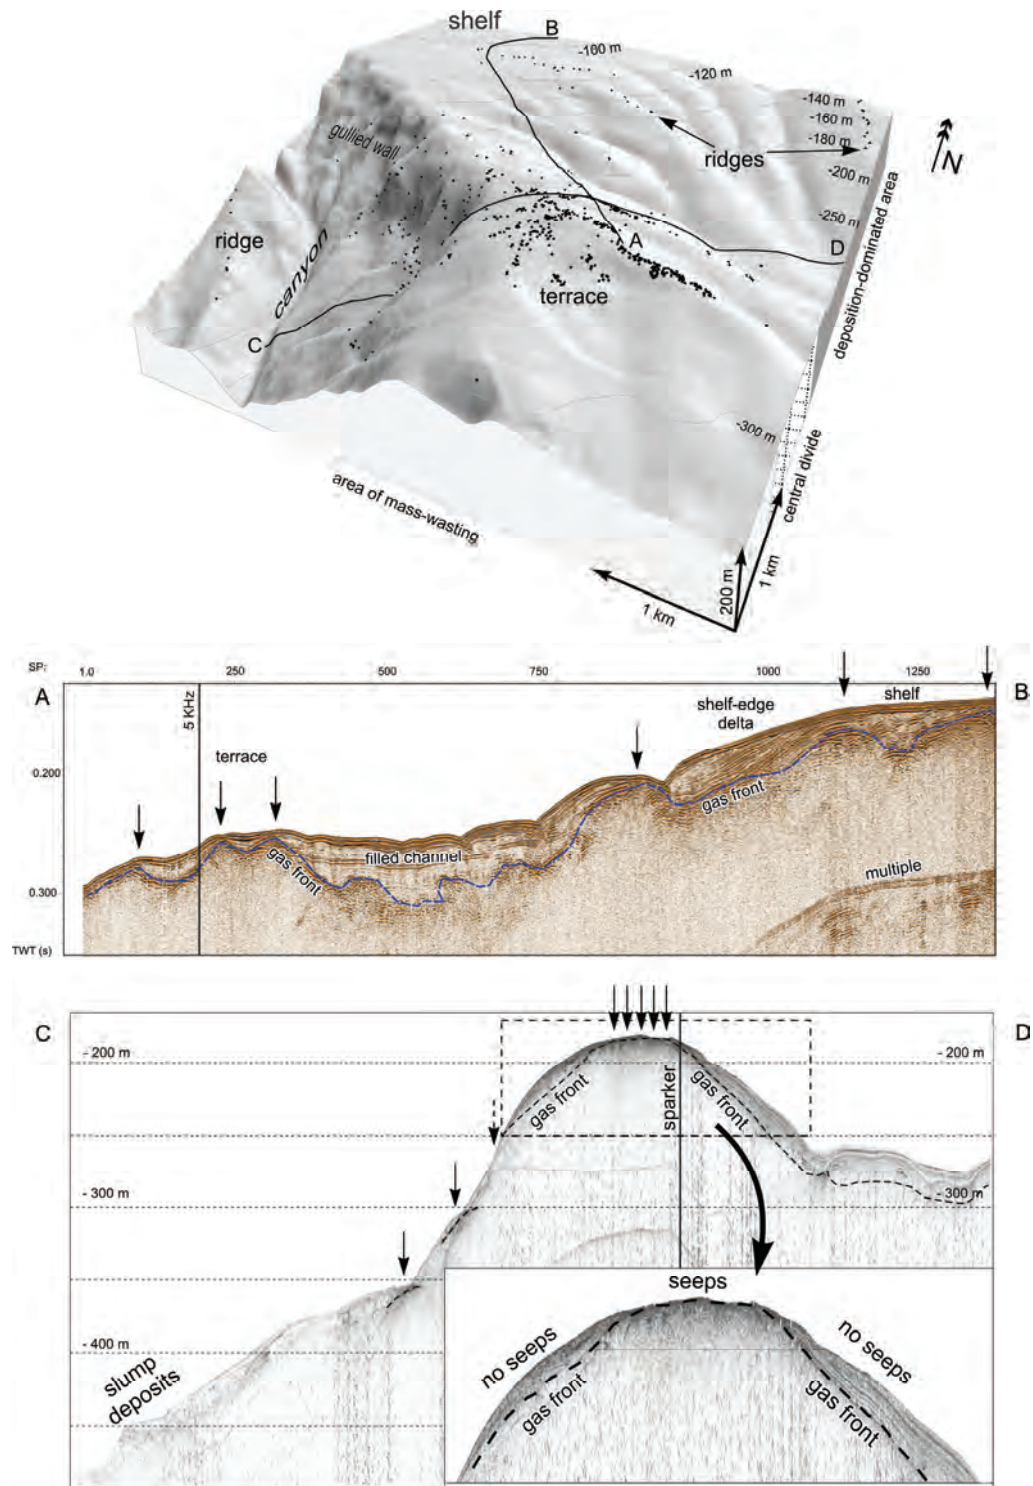 shelf
B
-100 m
-120 m
-140 m
-160 m
-180 m
-200 m
-250 m
ridges
N
gullied wall
ridge
canyon
A
D
terrace
C
deposition-dominated area
-300 m
central divide
area of mass-wasting
1 km
200 m
1 km
SP:
1.0
250
500
750
1000
1250
A
B
5 KHz
shelf-edge
delta
shelf
terrace
0.200
gas front
gas front
filled channel
multiple
0.300
TWT (s)
C
D
- 200 m
- 200 m
gas front
sparker
gas front
- 300 m
- 300 m
seeps
no seeps
no seeps
- 400 m
slump
deposits
gas front
gas front